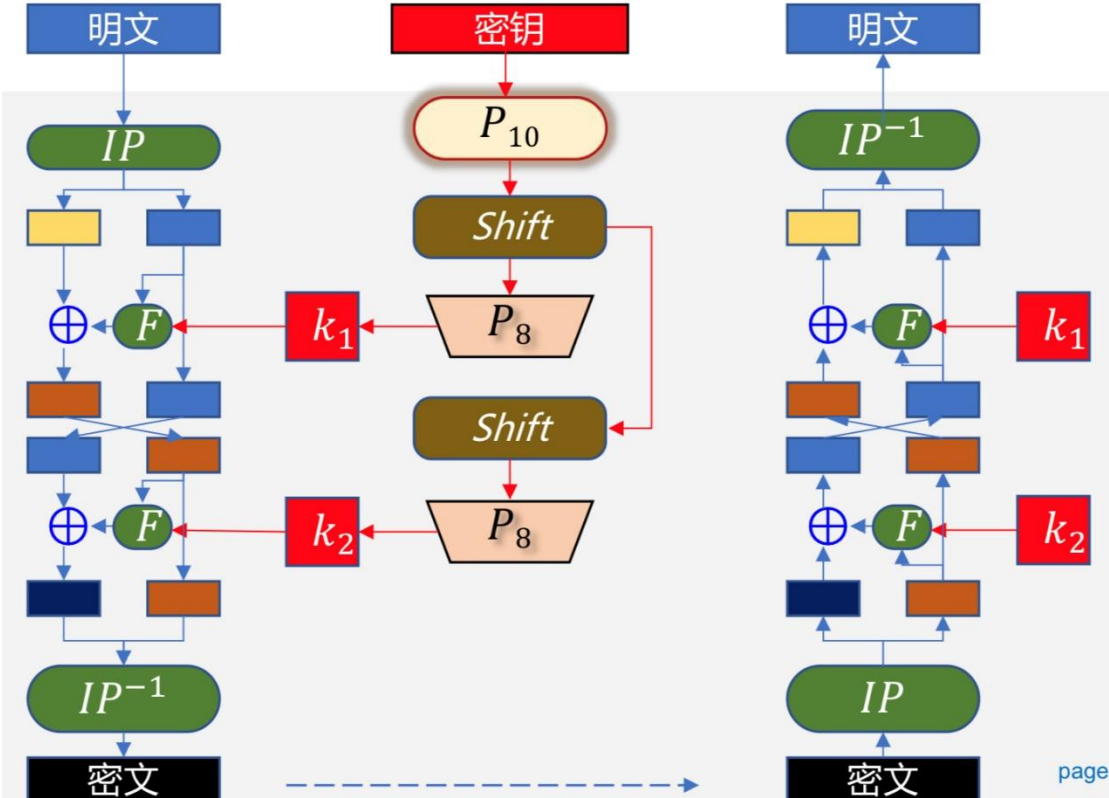 明文 密钥 明文
P₁₀
IP IP⁻¹
Shift
F k₁ P₈ F k₁
Shift
F k₂ P₈ F k₂
IP⁻¹ IP
密文 密文
page